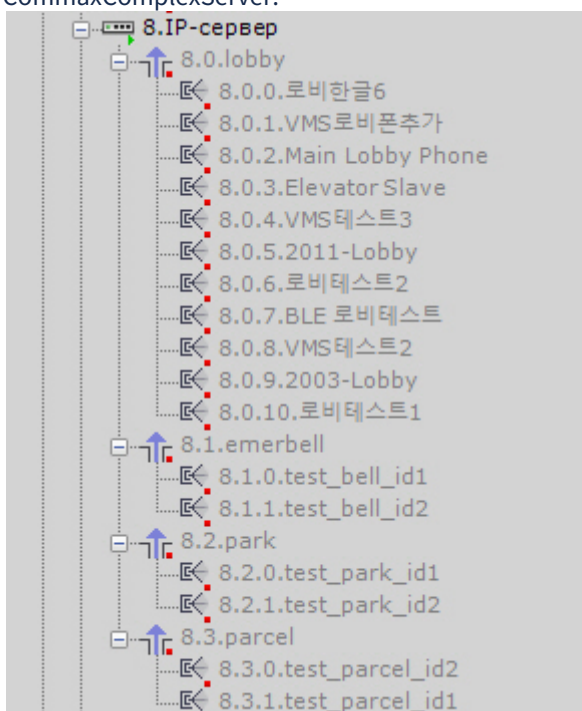 CommaxComplexServer.
8.IP-сервер
8.0.lobby
8.0.0.로비한글6
8.0.1.VMS로비폰추가
8.0.2.Main Lobby Phone
8.0.3.Elevator Slave
8.0.4.VMS테스트3
8.0.5.2011-Lobby
8.0.6.로비테스트2
8.0.7.BLE 로비테스트
8.0.8.VMS테스트2
8.0.9.2003-Lobby
8.0.10.로비테스트1
8.1.emerbell
8.1.0.test_bell_id1
8.1.1.test_bell_id2
8.2.park
8.2.0.test_park_id1
8.2.1.test_park_id2
8.3.parcel
8.3.0.test_parcel_id2
8.3.1.test_parcel_id1